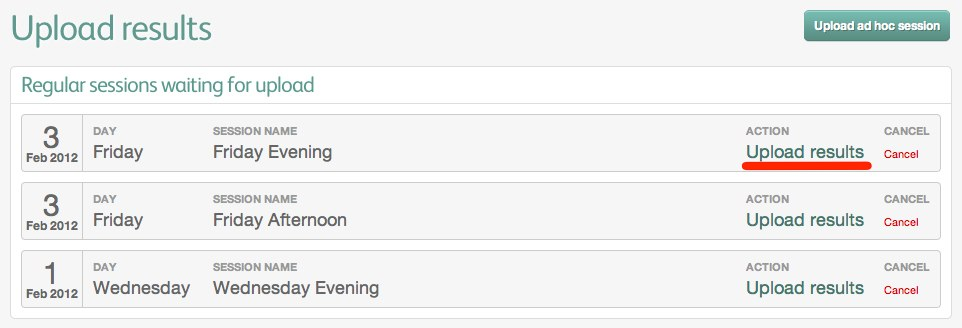 Upload results
Upload ad hoc session
Regular sessions waiting for upload
3 DAY SESSION NAME ACTION CANCEL
Feb 2012 Friday Friday Evening Upload results Cancel
3 DAY SESSION NAME ACTION CANCEL
Feb 2012 Friday Friday Afternoon Upload results Cancel
1 DAY SESSION NAME ACTION CANCEL
Feb 2012 Wednesday Wednesday Evening Upload results Cancel